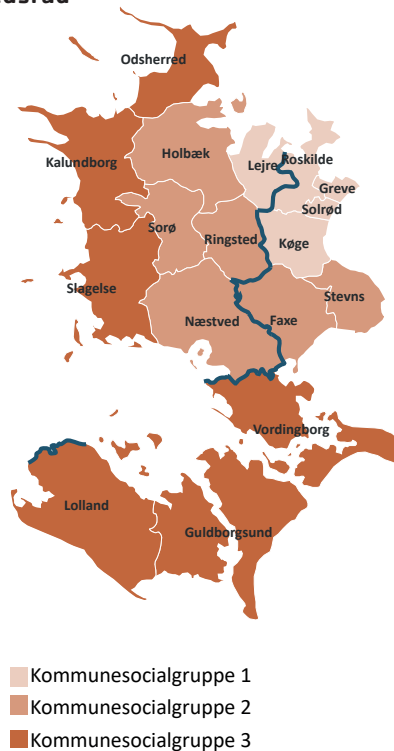 Odsherred
Holbæk
Kalundborg
Lejre
Roskilde
Greve
Solrød
Sorø
Ringsted
Køge
Slagelse
Stevns
Næstved
Faxe
Vordingborg
Lolland
Guldborgsund
Kommunesocialgruppe 1
Kommunesocialgruppe 2
Kommunesocialgruppe 3